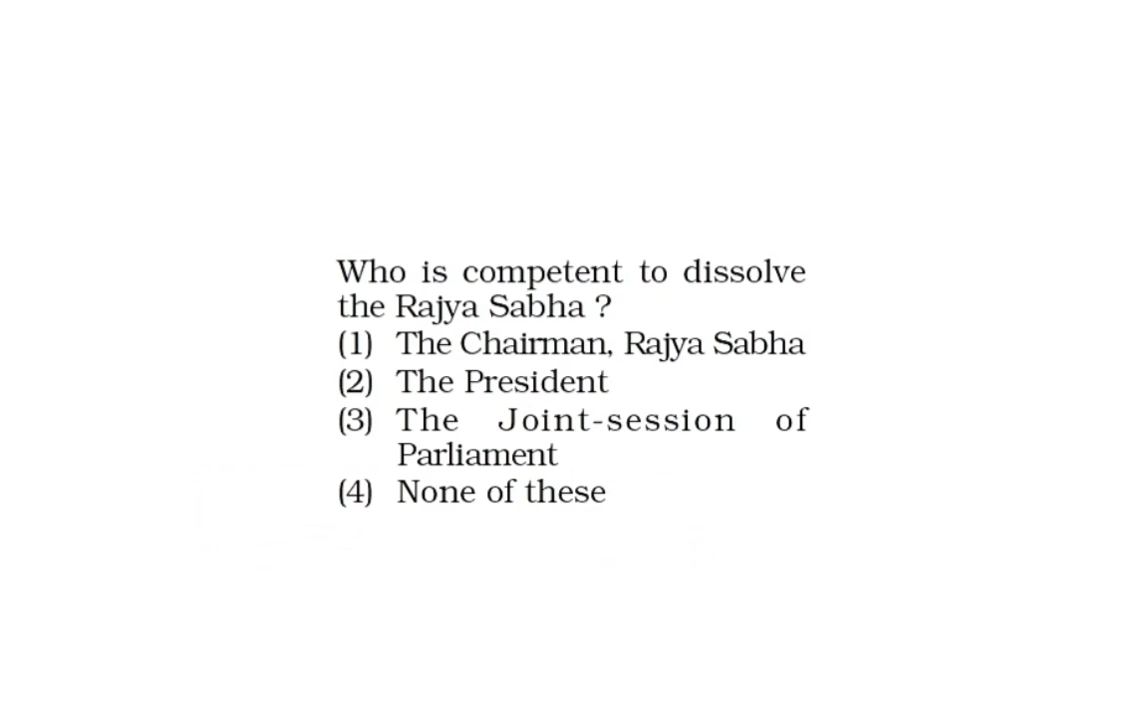 Who is competent to dissolve
the Rajya Sabha ?
(1) The Chairman, Rajya Sabha
(2) The President
(3) The Joint-session of
Parliament
(4) None of these